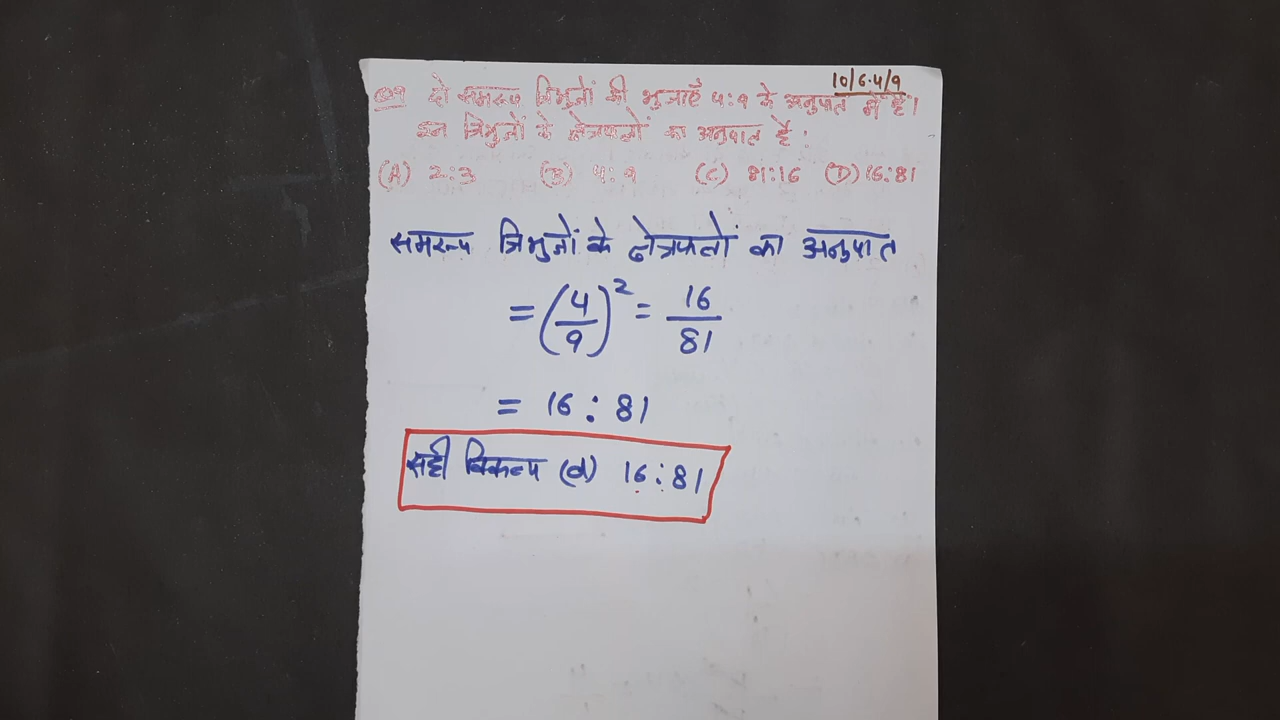 10/6.4/9
Q9 दो समरूप त्रिभुजों की भुजाएँ 4:9 के अनुपात में हैं।
इन त्रिभुजों के क्षेत्रफलों का अनुपात है:
(A) 2:3 (B) 4:9 (C) 81:16 (D) 16:81
समरूप त्रिभुजों के क्षेत्रफलों का अनुपात
= (4/9)² = 16/81
= 16 : 81
सही विकल्प (d) 16:81